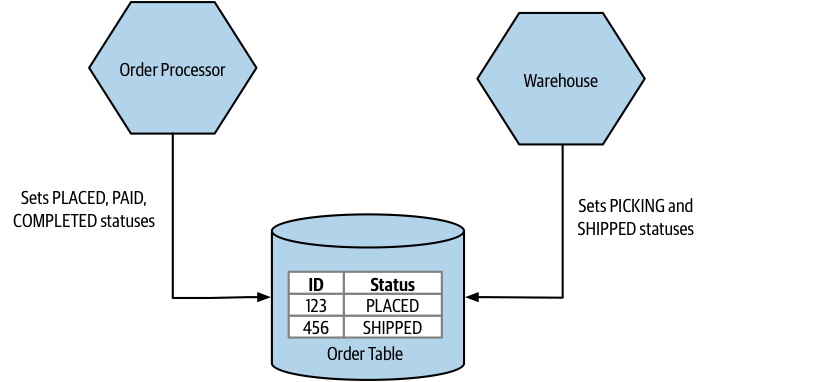 Order Processor
Warehouse
Sets PLACED, PAID,
COMPLETED statuses
Sets PICKING and
SHIPPED statuses
ID Status
123 PLACED
456 SHIPPED
Order Table